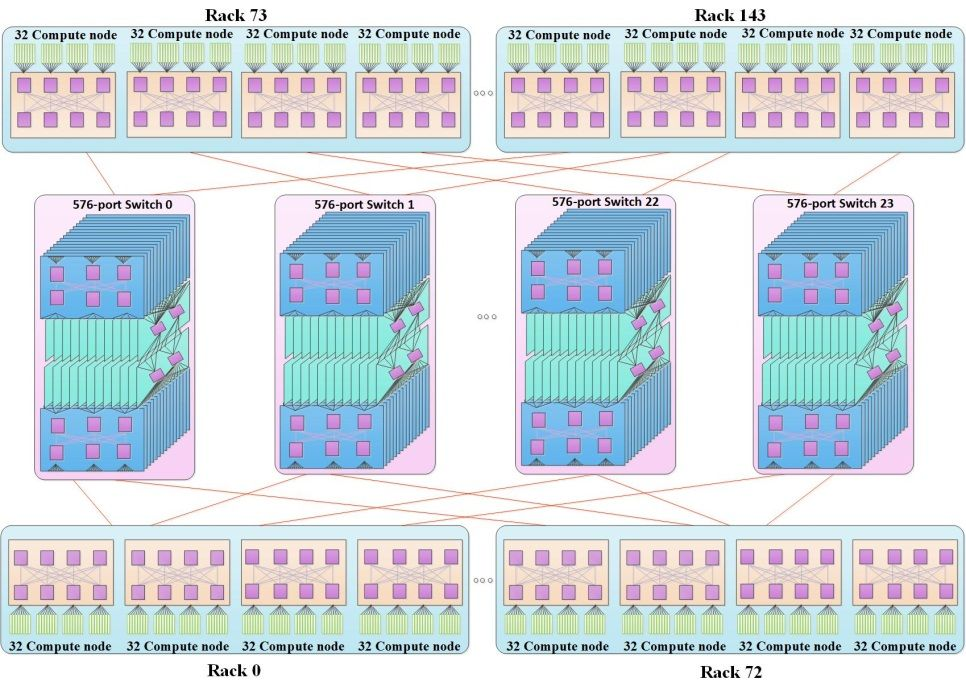 Rack 73 Rack 143
32 Compute node 32 Compute node 32 Compute node 32 Compute node 32 Compute node 32 Compute node 32 Compute node 32 Compute node
576-port Switch 0 576-port Switch 1 576-port Switch 22 576-port Switch 23
32 Compute node 32 Compute node 32 Compute node 32 Compute node 32 Compute node 32 Compute node 32 Compute node 32 Compute node
Rack 0 Rack 72